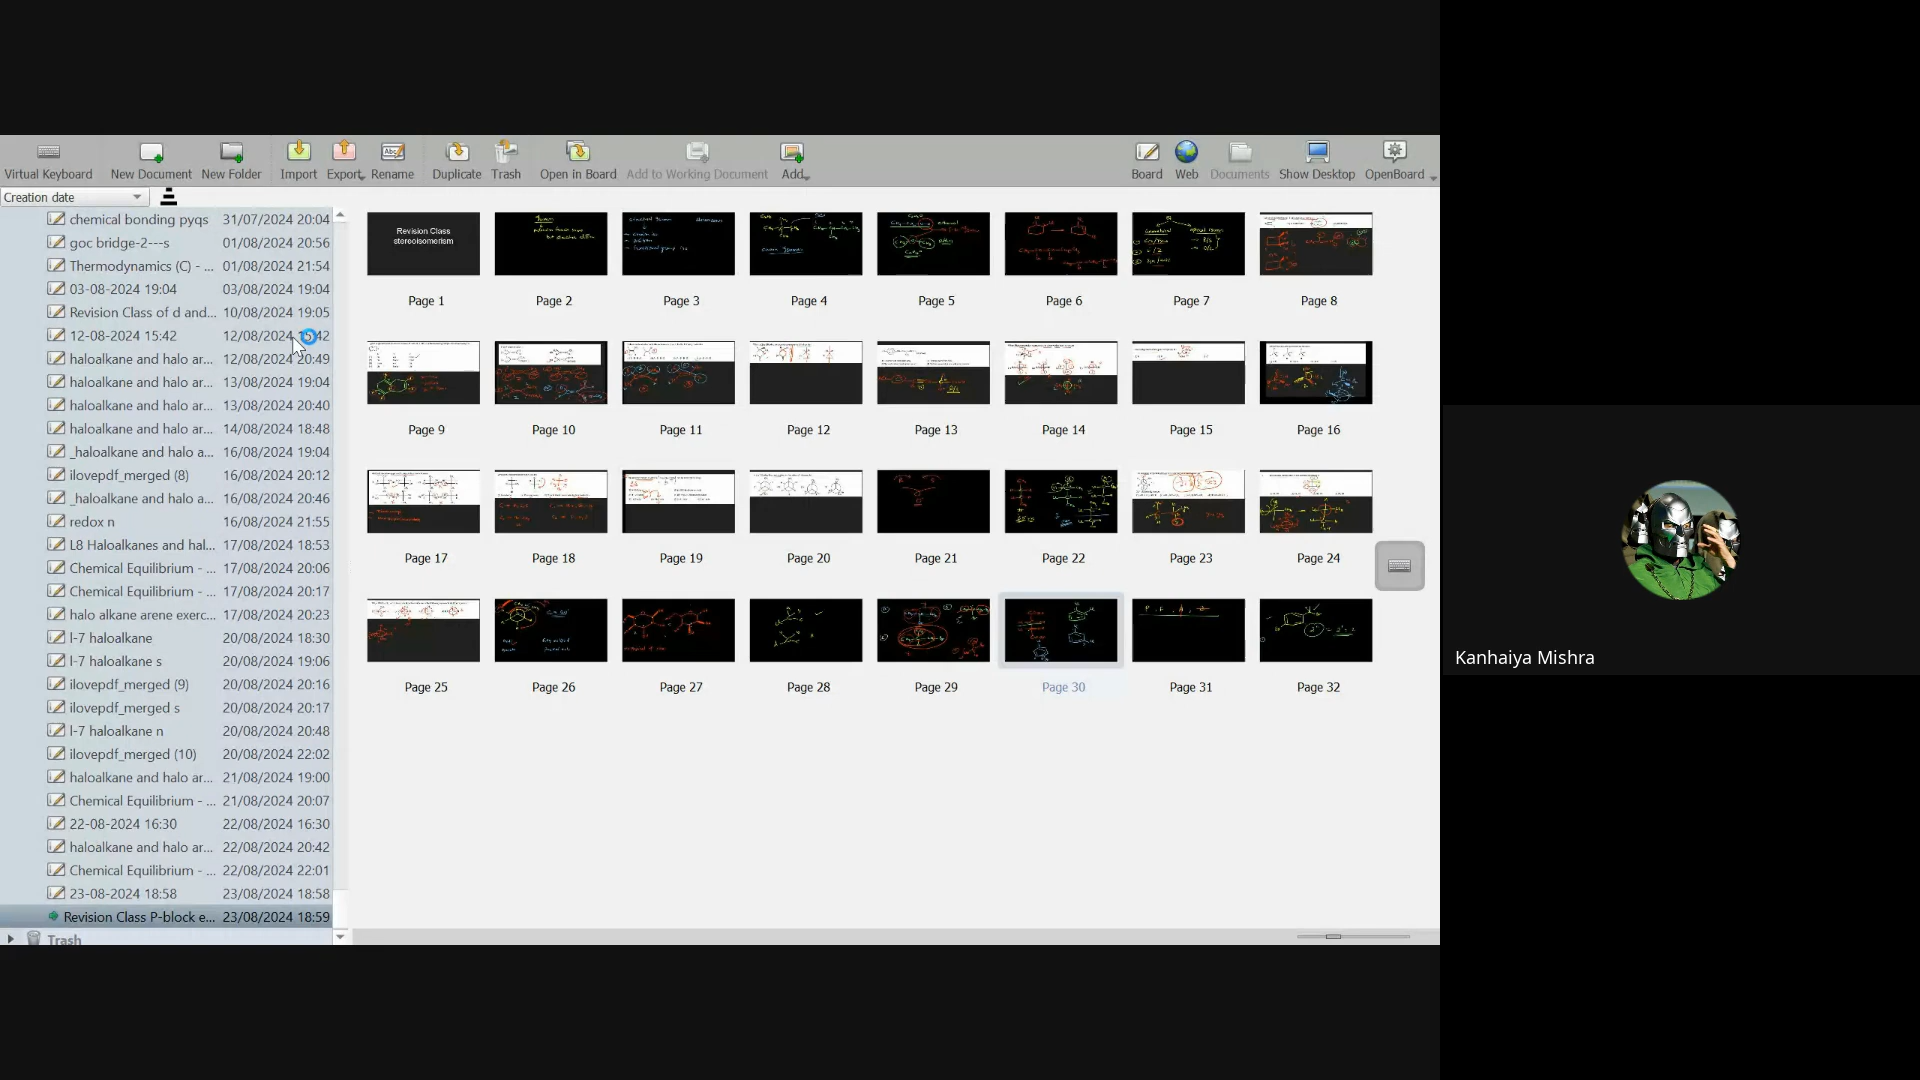 Virtual Keyboard New Document New Folder Import Export Rename Duplicate Trash Open in Board Add to Working Document Add Board Web Documents Show Desktop OpenBoard
Creation date
chemical bonding pyqs 31/07/2024 20:04
goc bridge-2---s 01/08/2024 20:56
Thermodynamics (C) - ... 01/08/2024 21:54
03-08-2024 19:04 03/08/2024 19:04
Revision Class of d and... 10/08/2024 19:05
12-08-2024 15:42 12/08/2024
haloalkane and halo ar... 12/08/2024 20:49
haloalkane and halo ar... 13/08/2024 19:04
haloalkane and halo ar... 13/08/2024 20:40
haloalkane and halo ar... 14/08/2024 18:48
_haloalkane and halo a... 16/08/2024 19:04
ilovepdf_merged (8) 16/08/2024 20:12
_haloalkane and halo a... 16/08/2024 20:46
redox n 16/08/2024 21:55
L8 Haloalkanes and hal... 17/08/2024 18:53
Chemical Equilibrium - ... 17/08/2024 20:06
Chemical Equilibrium - ... 17/08/2024 20:17
halo alkane arene exerc... 17/08/2024 20:23
l-7 haloalkane 20/08/2024 18:30
l-7 haloalkane s 20/08/2024 19:06
ilovepdf_merged (9) 20/08/2024 20:16
ilovepdf_merged s 20/08/2024 20:17
l-7 haloalkane n 20/08/2024 20:48
ilovepdf_merged (10) 20/08/2024 22:02
haloalkane and halo ar... 21/08/2024 19:00
Chemical Equilibrium - ... 21/08/2024 20:07
22-08-2024 16:30 22/08/2024 16:30
haloalkane and halo ar... 22/08/2024 20:42
Chemical Equilibrium - ... 22/08/2024 22:01
23-08-2024 18:58 23/08/2024 18:58
Revision Class P-block e... 23/08/2024 18:59
Trash
Revision Class
stereoisomerism
Page 1 Page 2 Page 3 Page 4 Page 5 Page 6 Page 7 Page 8
Page 9 Page 10 Page 11 Page 12 Page 13 Page 14 Page 15 Page 16
Page 17 Page 18 Page 19 Page 20 Page 21 Page 22 Page 23 Page 24
Page 25 Page 26 Page 27 Page 28 Page 29 Page 30 Page 31 Page 32
Kanhaiya Mishra